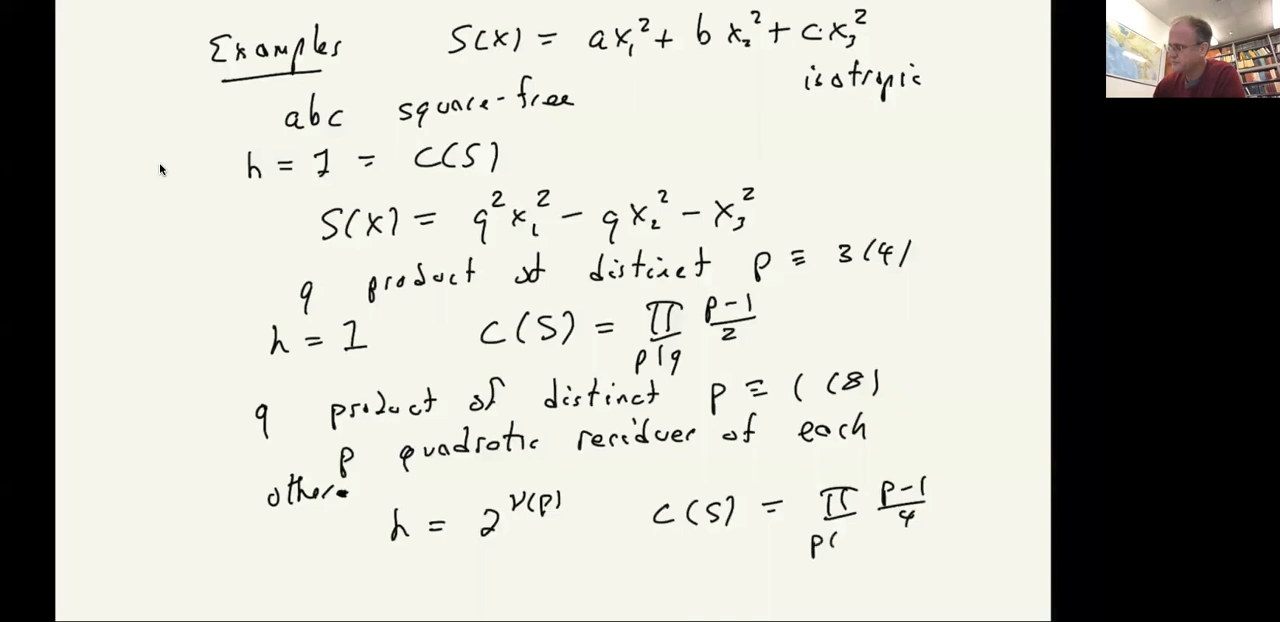 Examples S(x) = ax₁² + bx₂² + cx₃²
abc square-free isotropic
h = 1 = C(S)
S(x) = q²x₁² - qx₂² - x₃²
q product of distinct p ≡ 3(4)
h = 1 C(S) = ∏ p|q (p-1)/2
q product of distinct p ≡ 1(8)
p quadratic residues of each
other.
h = 2^ν(p) C(S) = ∏ p| (p-1)/4